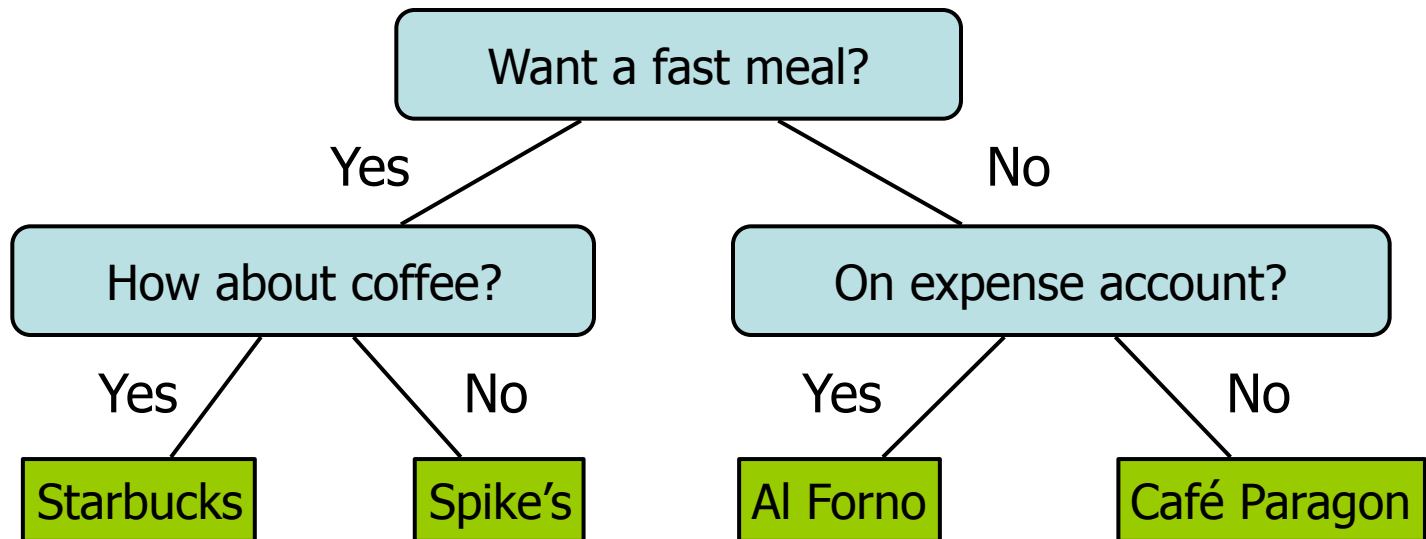 Want a fast meal?
Yes
No
How about coffee?
On expense account?
Yes
No
Yes
No
Starbucks
Spike’s
Al Forno
Café Paragon